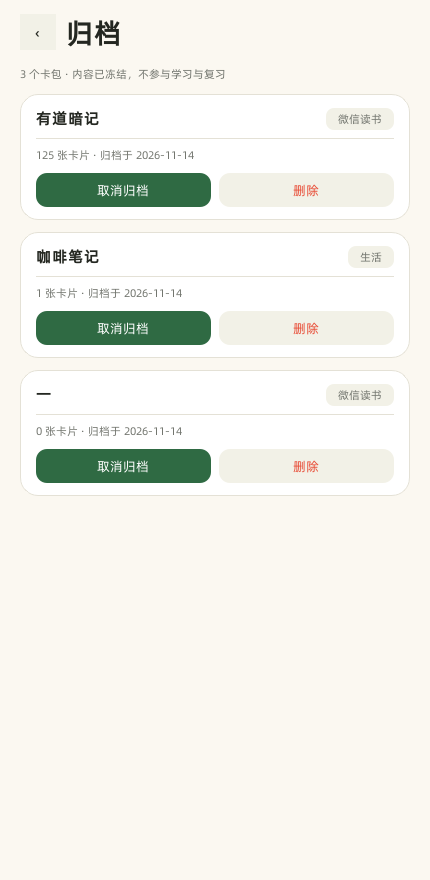 ‹ 归档
3 个卡包 · 内容已冻结，不参与学习与复习
有道暗记 微信读书
125 张卡片 · 归档于 2026-11-14
取消归档 删除
咖啡笔记 生活
1 张卡片 · 归档于 2026-11-14
取消归档 删除
一 微信读书
0 张卡片 · 归档于 2026-11-14
取消归档 删除